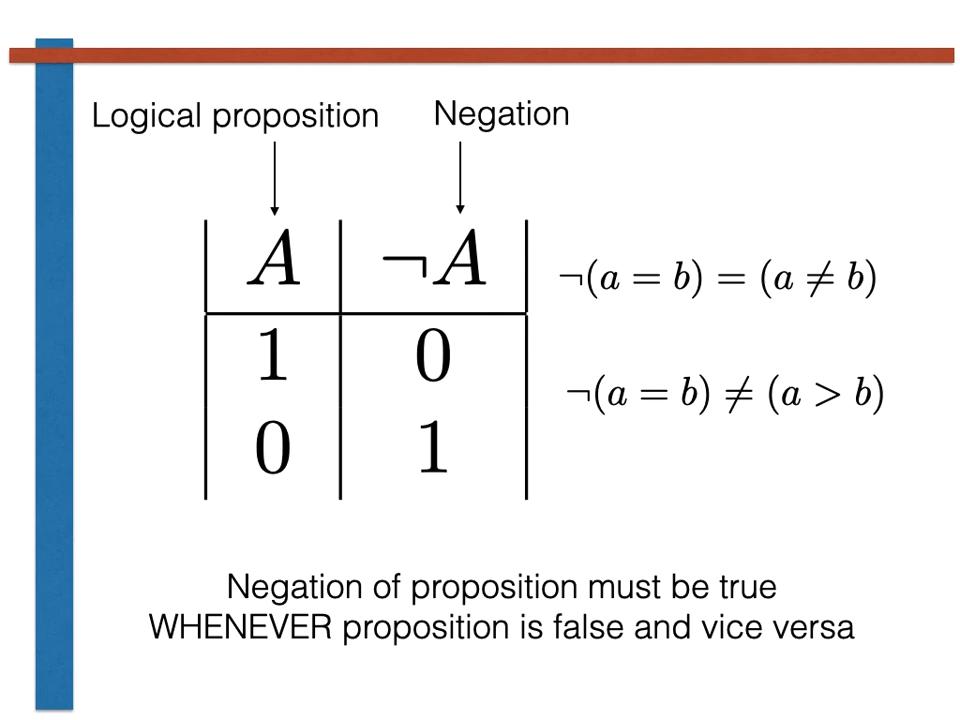 Logical proposition Negation
A ¬A
1 0
0 1
¬(a = b) = (a ≠ b)
¬(a = b) ≠ (a > b)
Negation of proposition must be true
WHENEVER proposition is false and vice versa